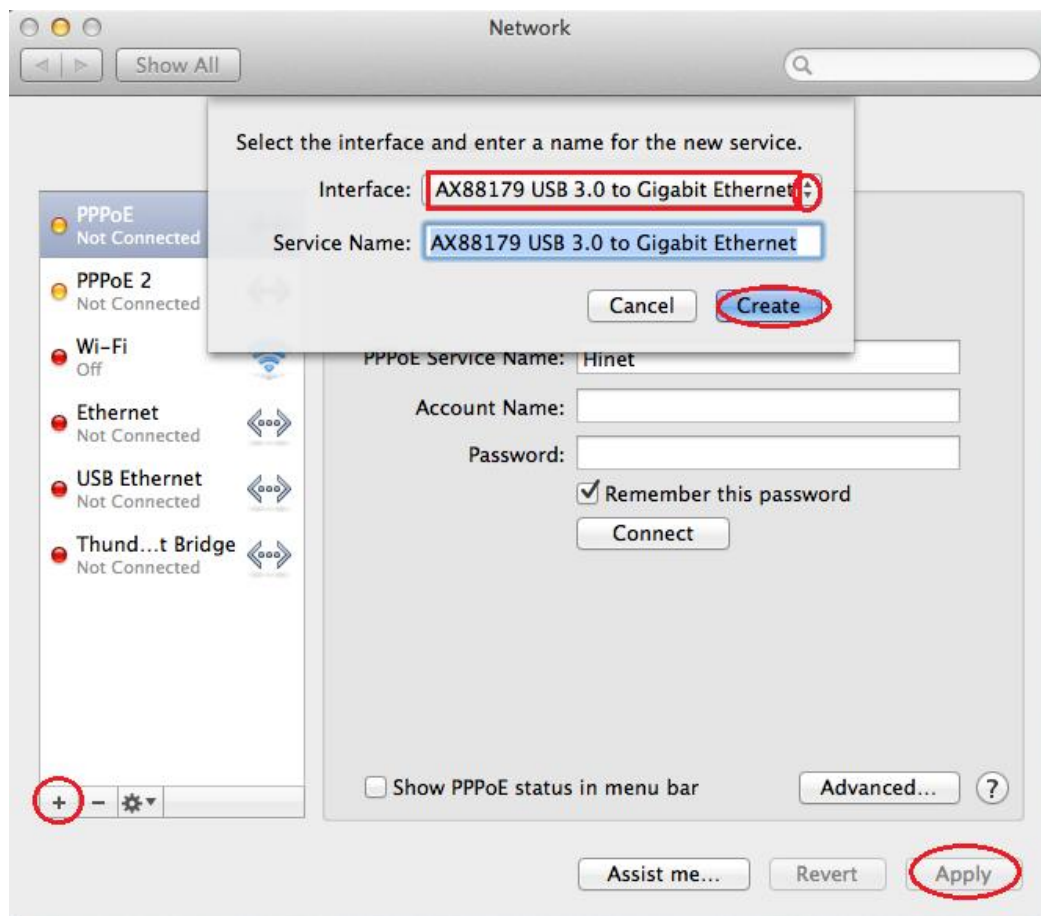 Network
Show All
Select the interface and enter a name for the new service.
Interface: AX88179 USB 3.0 to Gigabit Ethernet
Service Name: AX88179 USB 3.0 to Gigabit Ethernet
Cancel Create
PPPoE
Not Connected
PPPoE 2
Not Connected
Wi-Fi
Off
Ethernet
Not Connected
USB Ethernet
Not Connected
Thund...t Bridge
Not Connected
+ -
PPPoE Service Name: Hinet
Account Name:
Password:
Remember this password
Connect
Show PPPoE status in menu bar Advanced... ?
Assist me... Revert Apply